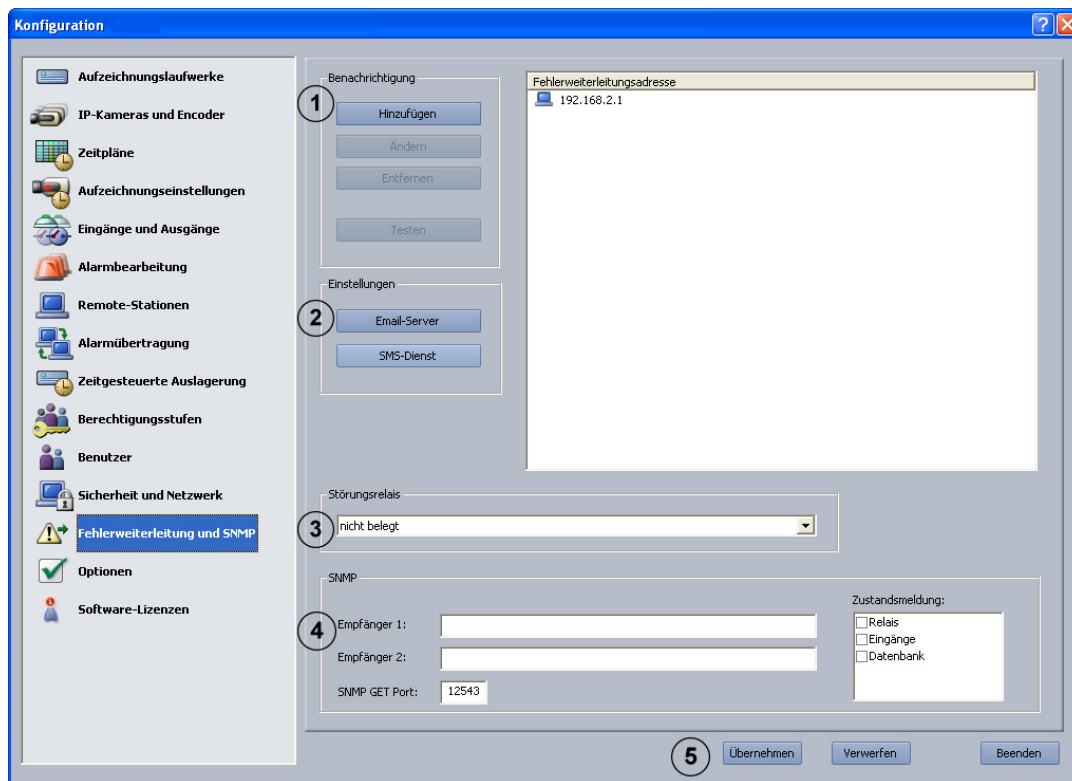 Konfiguration
Aufzeichnungslaufwerke
IP-Kameras und Encoder
Zeitpläne
Aufzeichnungseinstellungen
Eingänge und Ausgänge
Alarmbearbeitung
Remote-Stationen
Alarmübertragung
Zeitgesteuerte Auslagerung
Berechtigungsstufen
Benutzer
Sicherheit und Netzwerk
Fehlerweiterleitung und SNMP
Optionen
Software-Lizenzen
Benachrichtigung
1
Hinzufügen
Ändern
Entfernen
Testen
Fehlerweiterleitungsadresse
192.168.2.1
Einstellungen
2
Email-Server
SMS-Dienst
Störungsrelais
3
nicht belegt
SNMP
4
Empfänger 1:
Empfänger 2:
SNMP GET Port: 12543
Zustandsmeldung:
Relais
Eingänge
Datenbank
5
Übernehmen
Verwerfen
Beenden